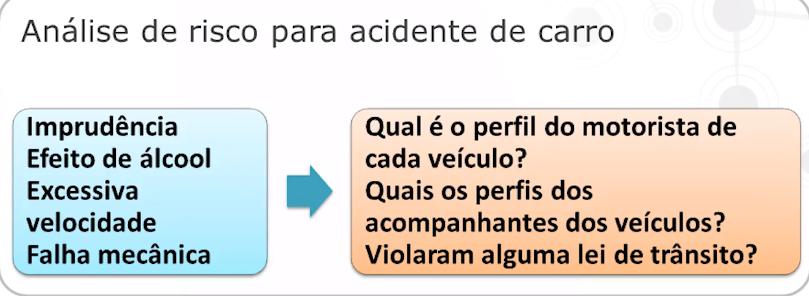 Análise de risco para acidente de carro
Imprudência
Efeito de álcool
Excessiva
velocidade
Falha mecânica
Qual é o perfil do motorista de
cada veículo?
Quais os perfis dos
acompanhantes dos veículos?
Violaram alguma lei de trânsito?